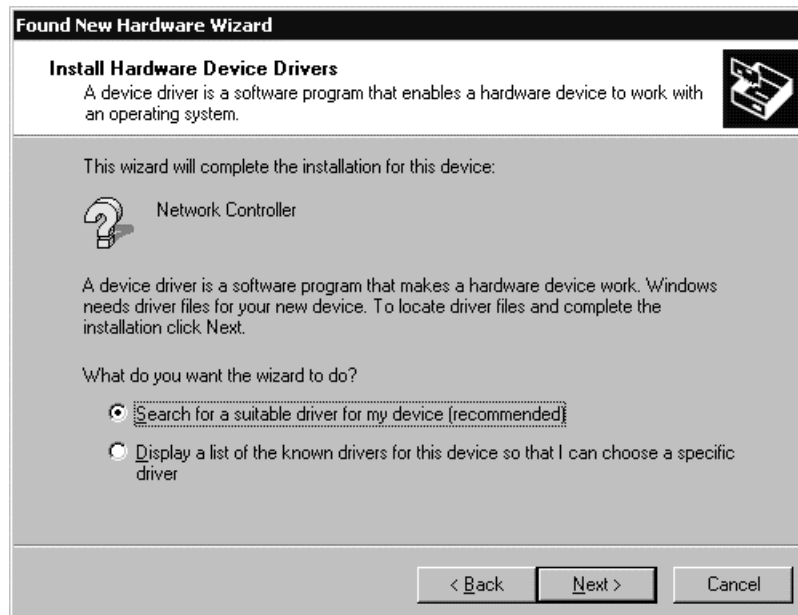 Found New Hardware Wizard
Install Hardware Device Drivers
A device driver is a software program that enables a hardware device to work with
an operating system.
This wizard will complete the installation for this device:
Network Controller
A device driver is a software program that makes a hardware device work. Windows
needs driver files for your new device. To locate driver files and complete the
installation click Next.
What do you want the wizard to do?
Search for a suitable driver for my device (recommended)
Display a list of the known drivers for this device so that I can choose a specific
driver
< Back
Next >
Cancel